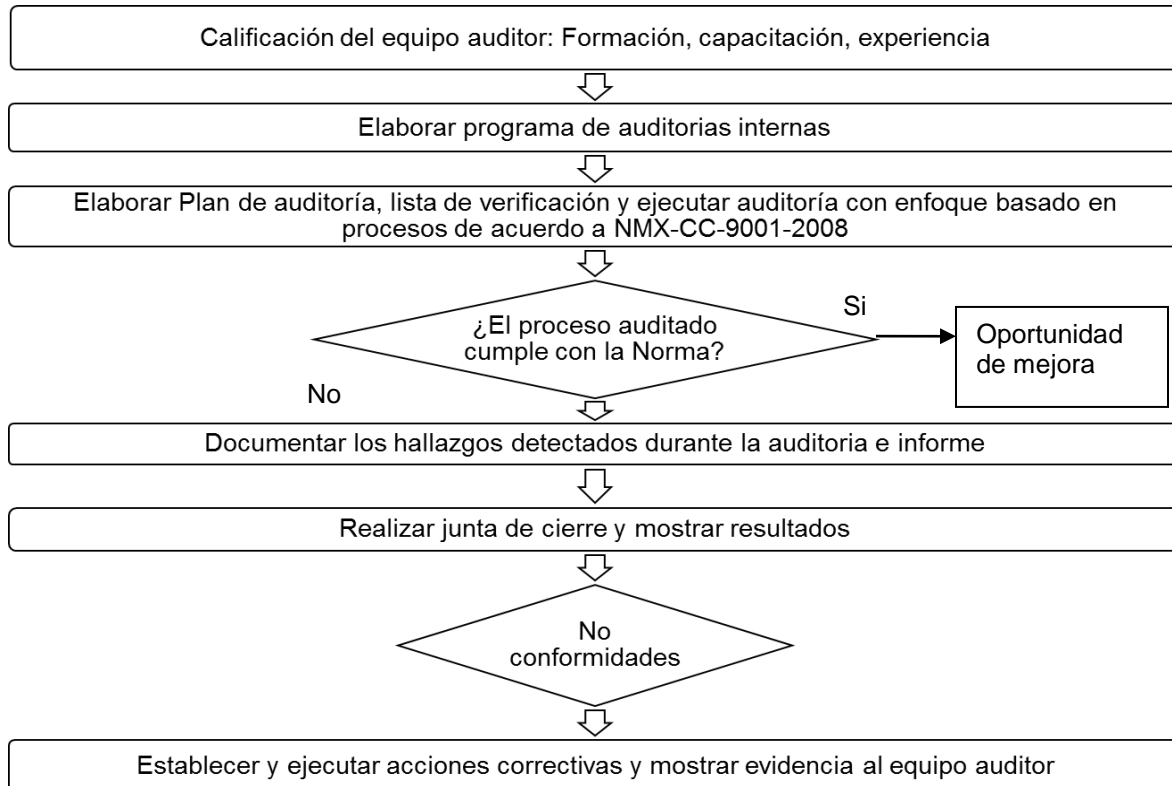 Calificación del equipo auditor: Formación, capacitación, experiencia
Elaborar programa de auditorias internas
Elaborar Plan de auditoría, lista de verificación y ejecutar auditoría con enfoque basado en
procesos de acuerdo a NMX-CC-9001-2008
¿El proceso auditado
cumple con la Norma?
Si
Oportunidad
de mejora
No
Documentar los hallazgos detectados durante la auditoria e informe
Realizar junta de cierre y mostrar resultados
No
conformidades
Establecer y ejecutar acciones correctivas y mostrar evidencia al equipo auditor